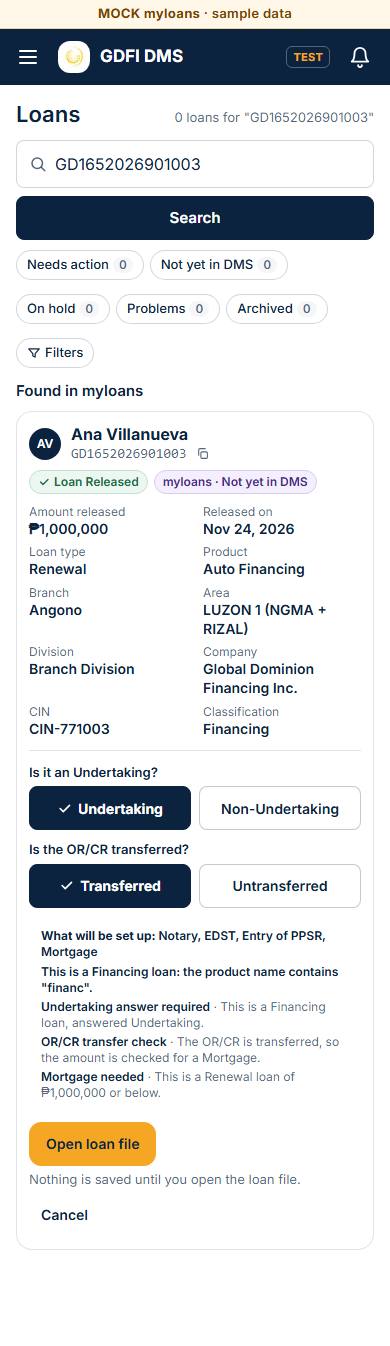 MOCK myloans · sample data
GDFI DMS
TEST
Loans
0 loans for "GD1652026901003"
GD1652026901003
Search
Needs action 0
Not yet in DMS 0
On hold 0
Problems 0
Archived 0
Filters
Found in myloans
AV
Ana Villanueva
GD1652026901003
Loan Released
myloans · Not yet in DMS
Amount released
₱1,000,000
Released on
Nov 24, 2026
Loan type
Renewal
Product
Auto Financing
Branch
Angono
Area
LUZON 1 (NGMA +
RIZAL)
Division
Branch Division
Company
Global Dominion
Financing Inc.
CIN
CIN-771003
Classification
Financing
Is it an Undertaking?
Undertaking
Non-Undertaking
Is the OR/CR transferred?
Transferred
Untransferred
What will be set up: Notary, EDST, Entry of PPSR,
Mortgage
This is a Financing loan: the product name contains
"financ".
Undertaking answer required · This is a Financing
loan, answered Undertaking.
OR/CR transfer check · The OR/CR is transferred, so
the amount is checked for a Mortgage.
Mortgage needed · This is a Renewal loan of
₱1,000,000 or below.
Open loan file
Nothing is saved until you open the loan file.
Cancel